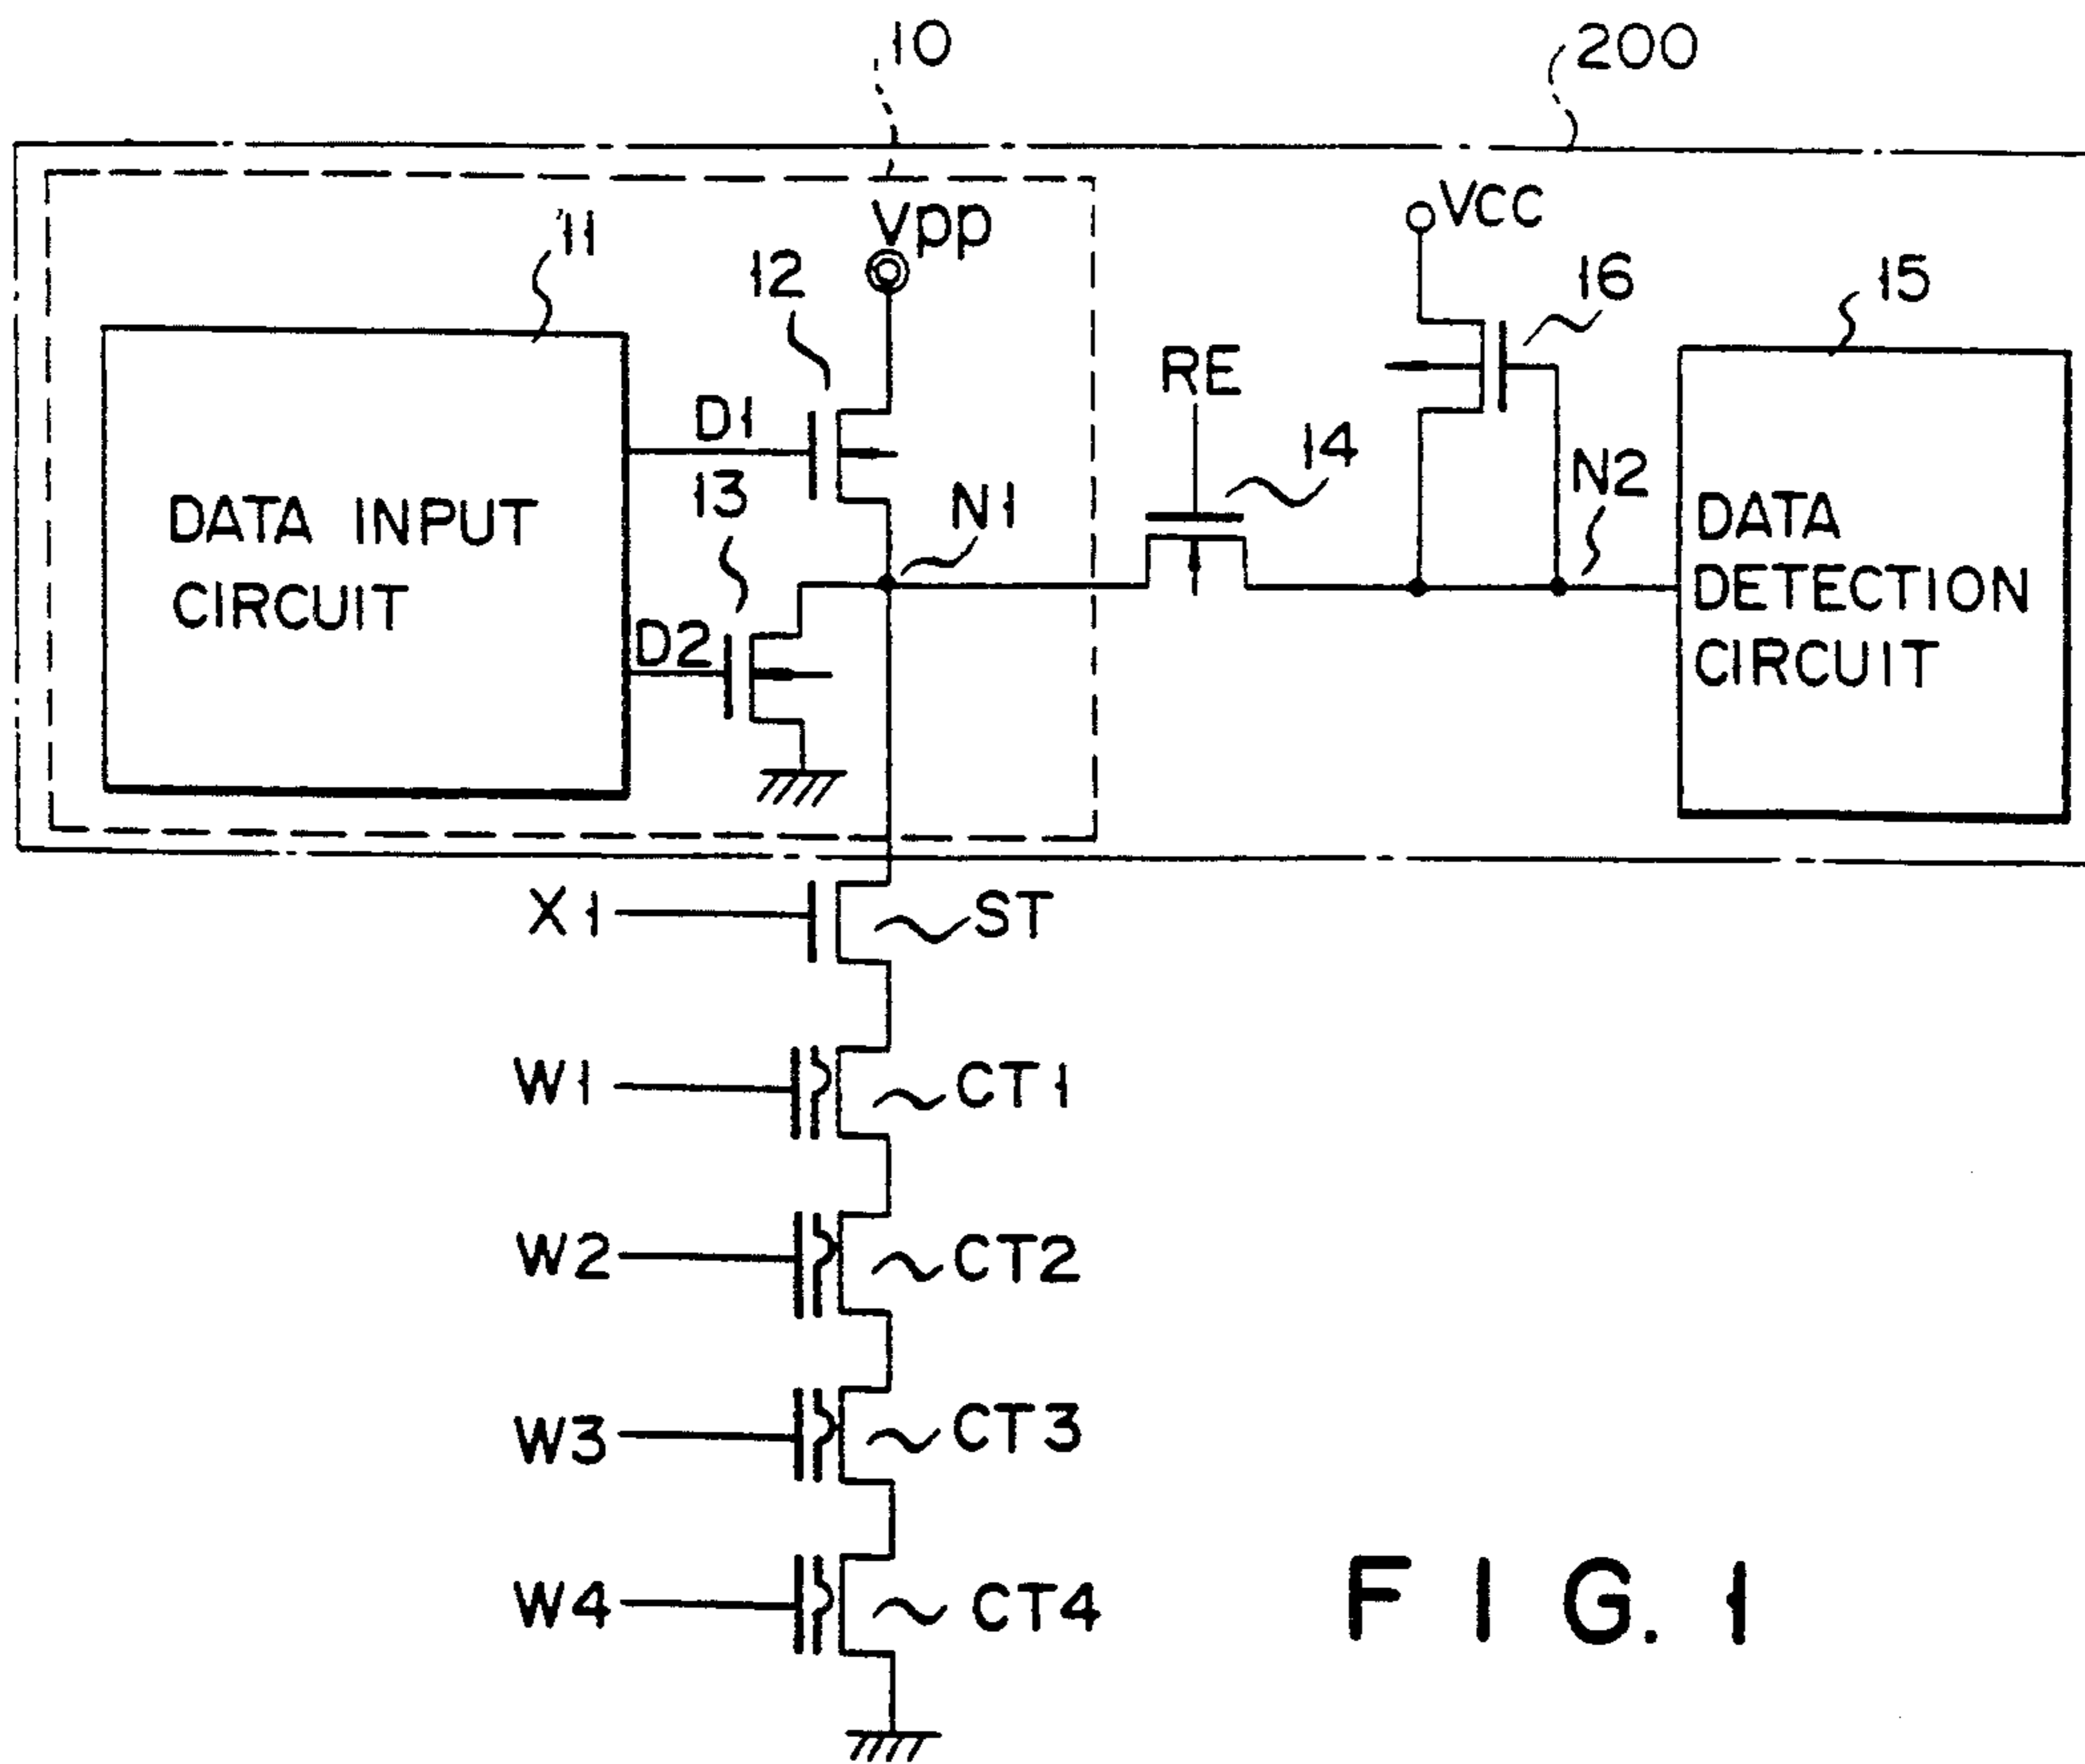 10
200
11
Vpp
VCC
12
16
15
RE
D1
14
N1
N2
13
DATA INPUT
CIRCUIT
DATA
DETECTION
CIRCUIT
D2
X1
ST
W1
CT1
W2
CT2
W3
CT3
W4
CT4
FIG. 1